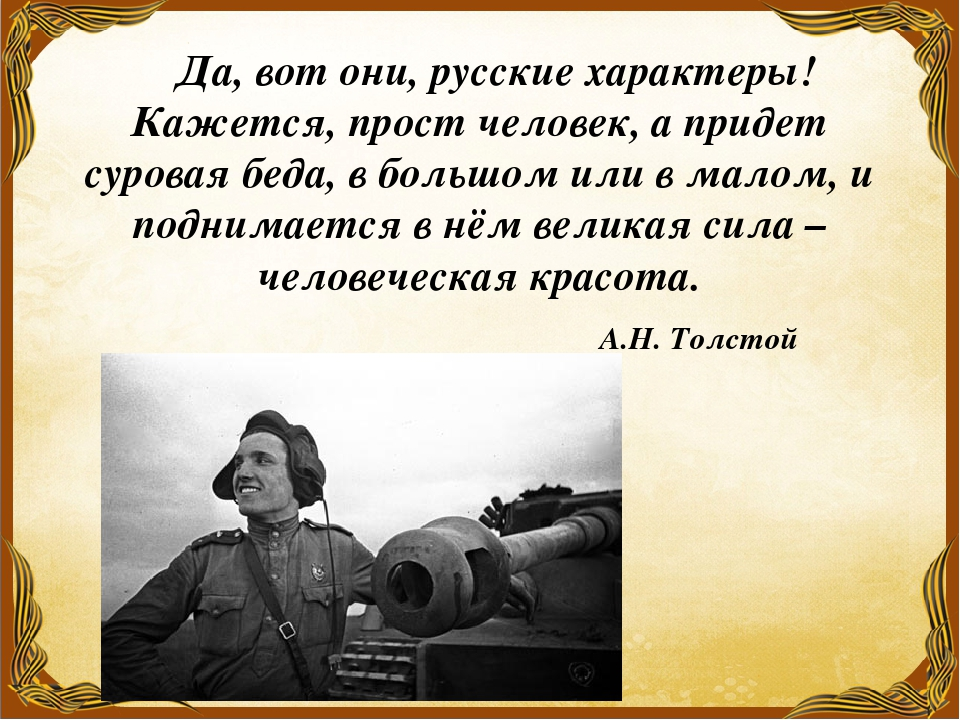 Да, вот они, русские характеры!
Кажется, прост человек, а придет
суровая беда, в большом или в малом, и
поднимается в нём великая сила –
человеческая красота.
А.Н. Толстой